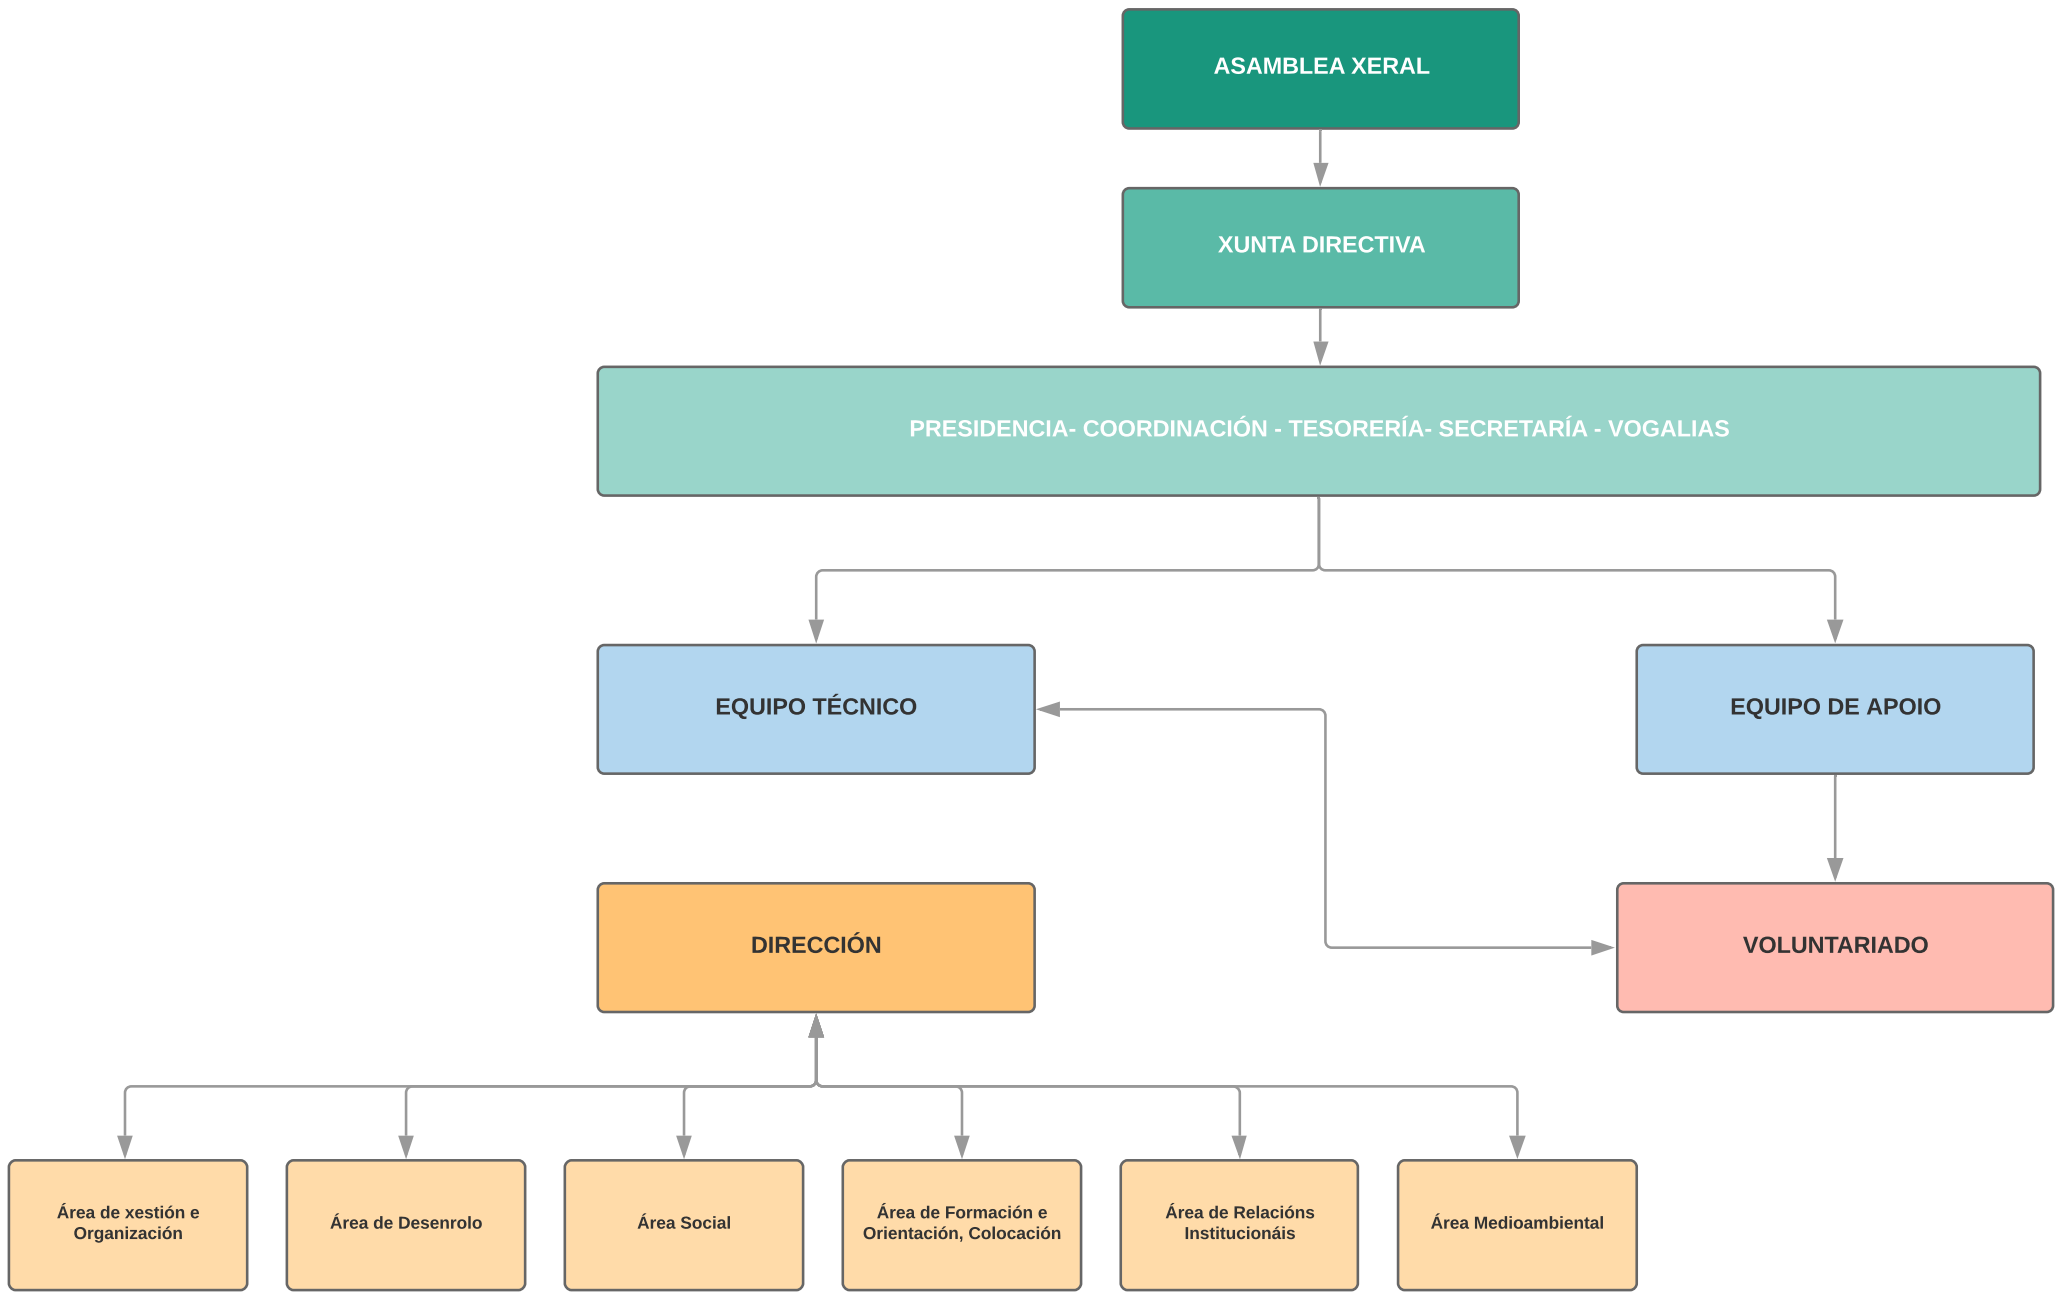 ASAMBLEA XERAL
XUNTA DIRECTIVA
PRESIDENCIA- COORDINACIÓN - TESORERÍA- SECRETARÍA - VOGALIAS
EQUIPO TÉCNICO
EQUIPO DE APOIO
DIRECCIÓN
VOLUNTARIADO
Área de xestión e
Organización
Área de Desenrolo
Área Social
Área de Formación e
Orientación, Colocación
Área de Relacións
Institucionáis
Área Medioambiental